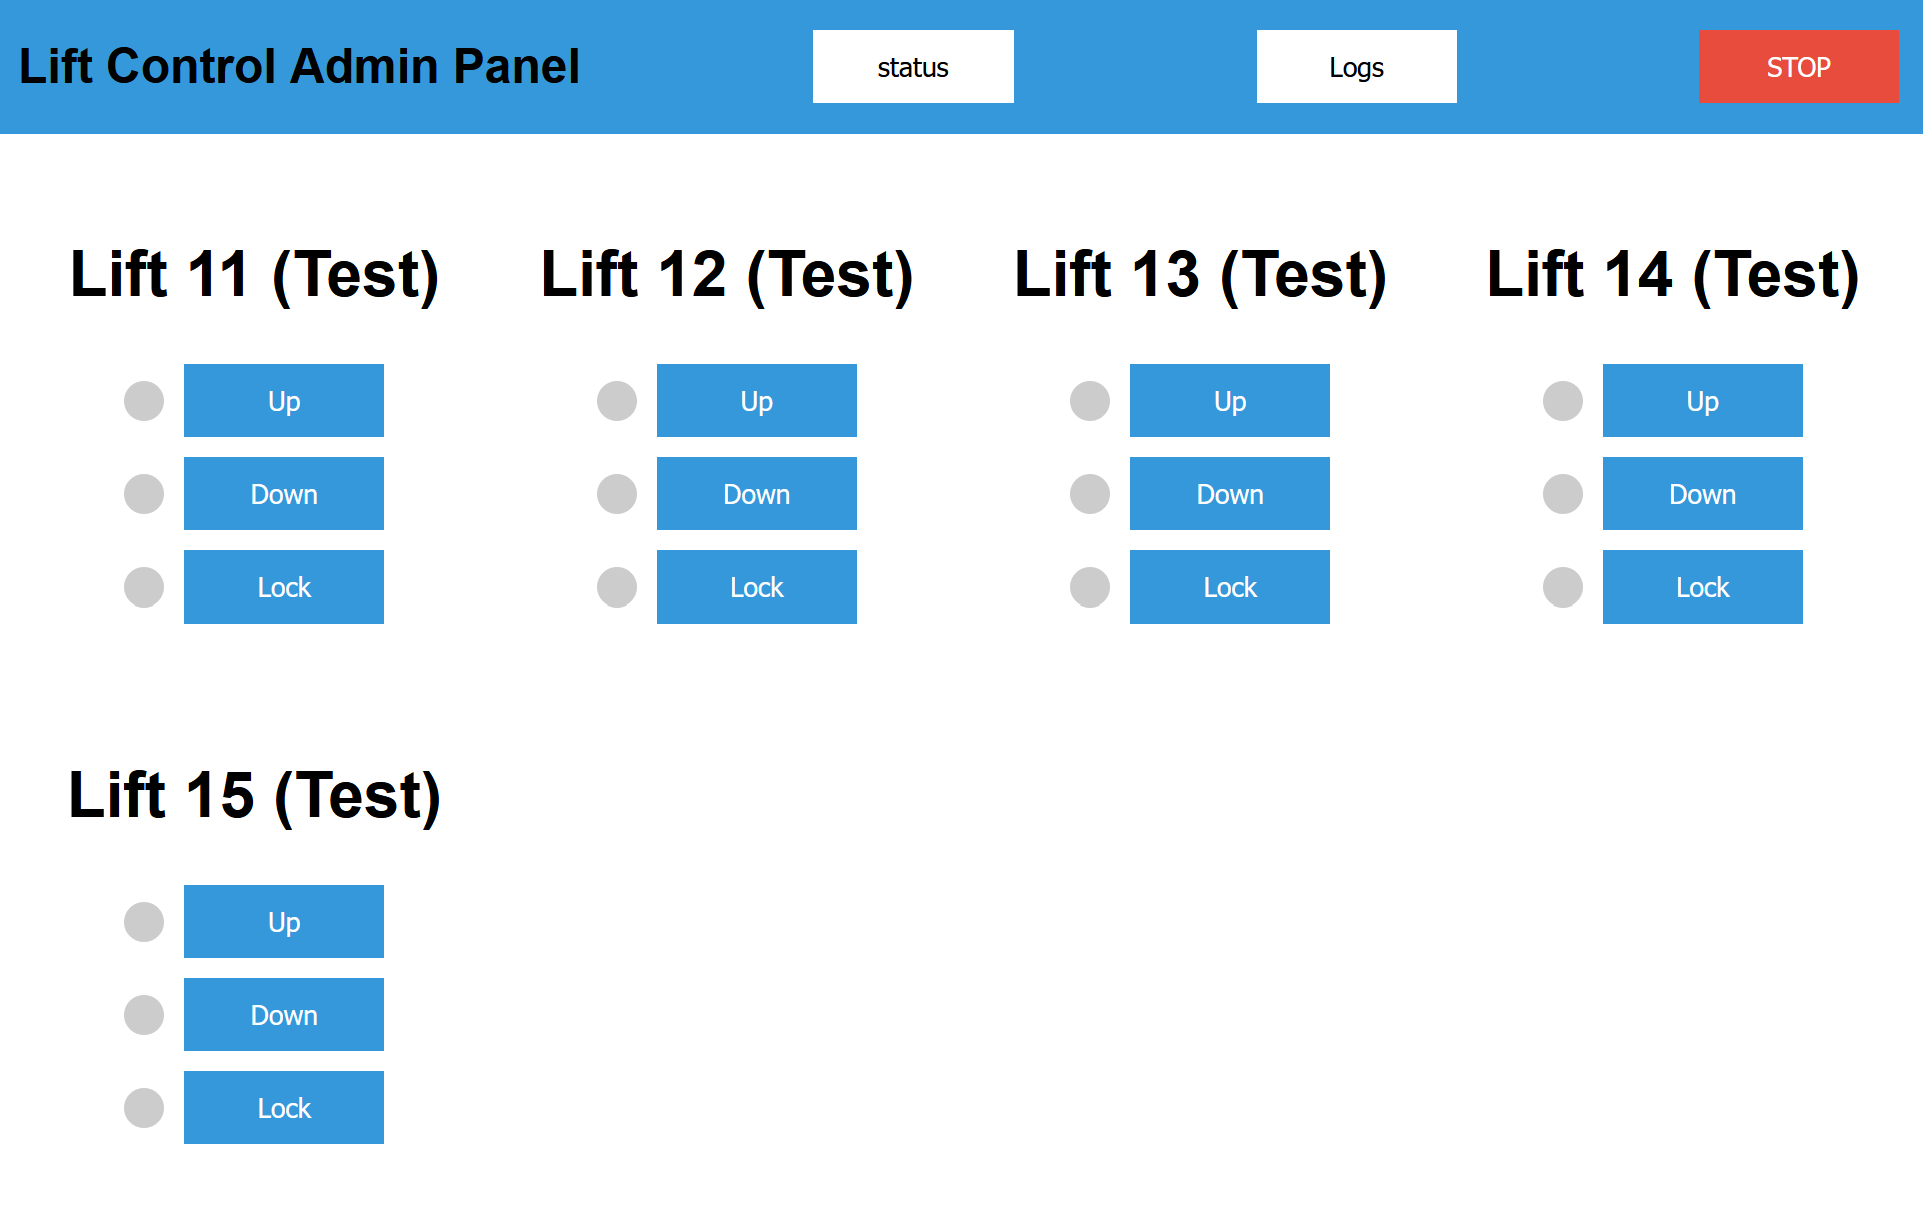 Lift Control Admin Panel status Logs STOP
Lift 11 (Test) Lift 12 (Test) Lift 13 (Test) Lift 14 (Test)
Up Up Up Up
Down Down Down Down
Lock Lock Lock Lock
Lift 15 (Test)
Up
Down
Lock